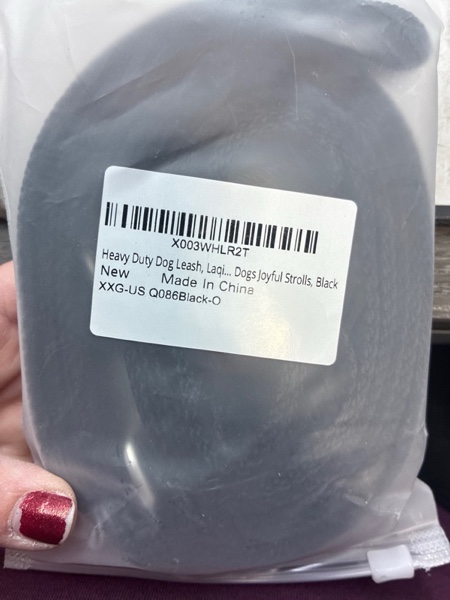 X003WHLR2T
Heavy Duty Dog Leash, Laqi... Dogs Joyful Strolls, Black
New Made In China
XXG-US Q086Black-O